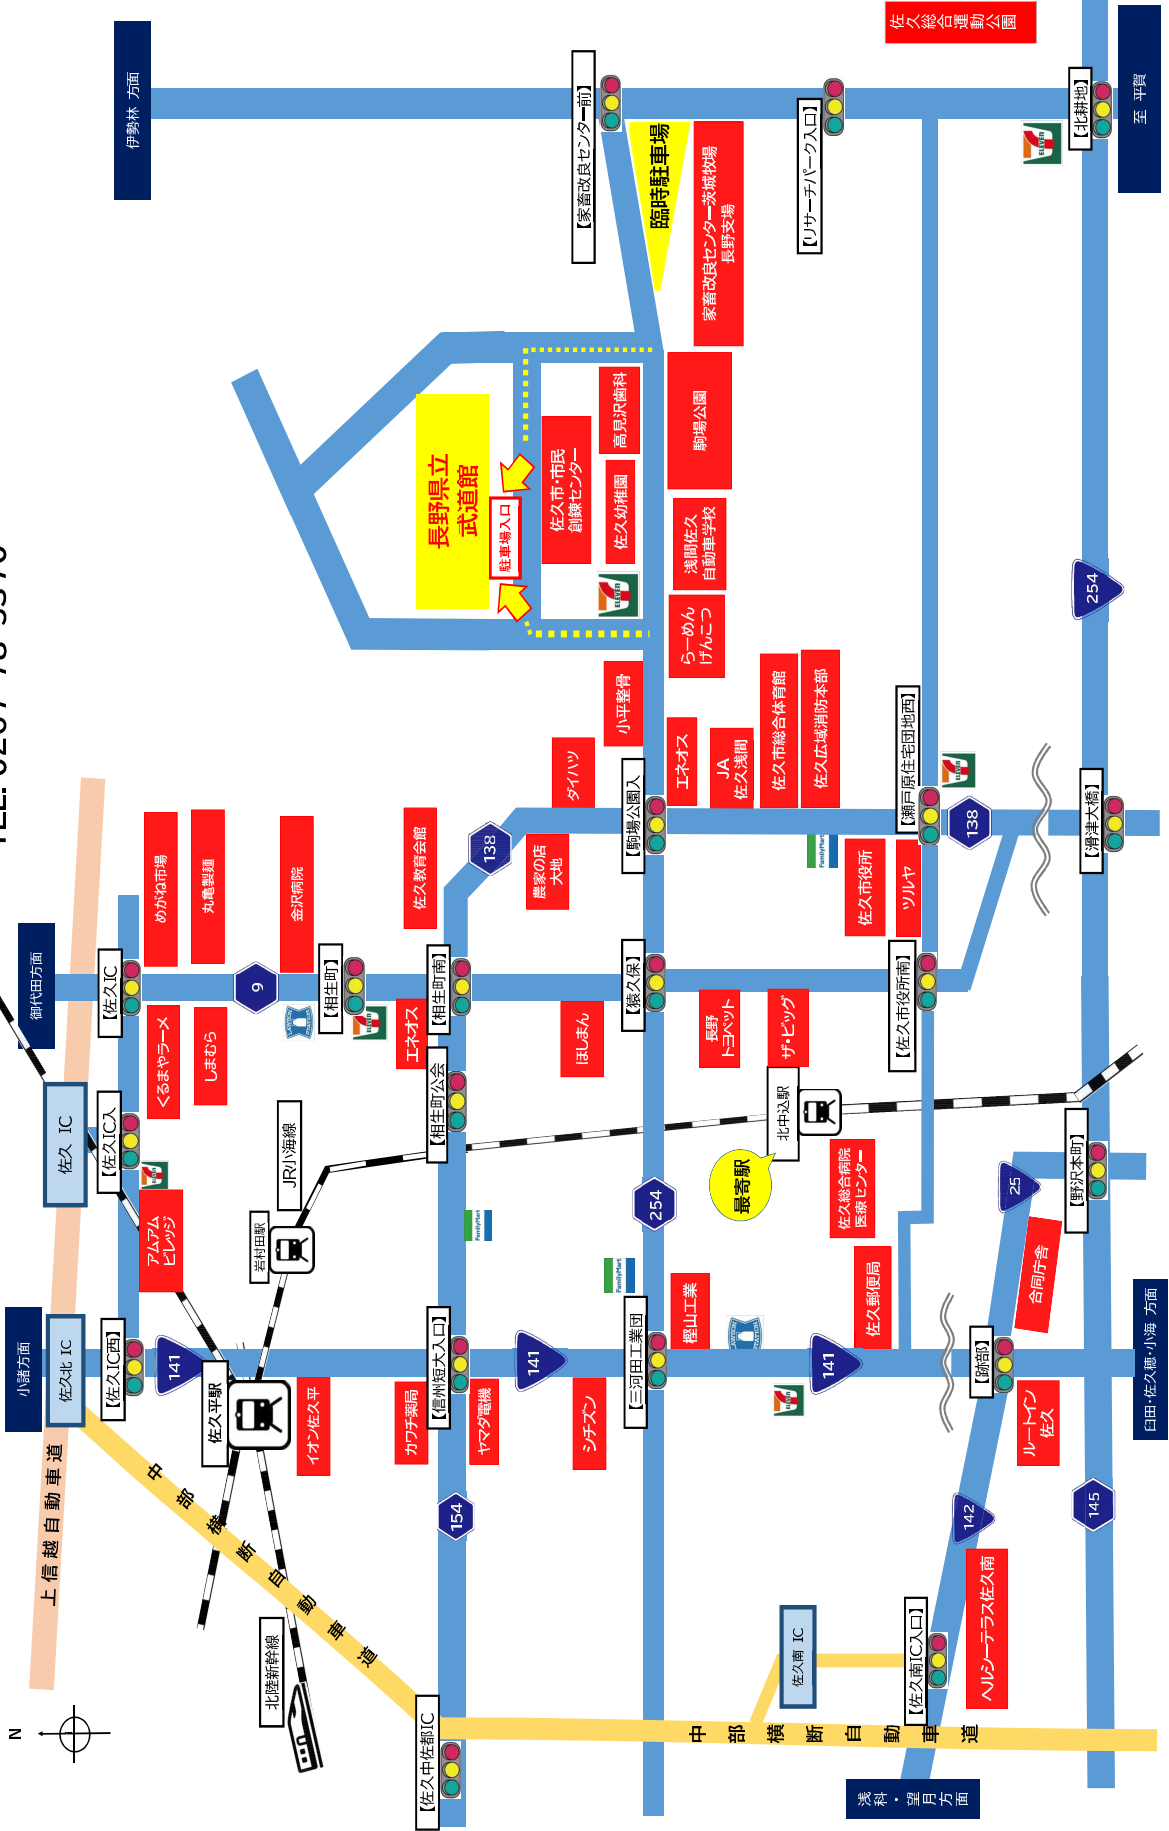 N
小諸方面
御代田方面
上信越自動車道
佐久北 IC
佐久 IC
伊勢林 方面
【佐久IC西】
【佐久IC入】
【佐久IC】
アムアム
ビレッジ
くるまやラーメ
めがね市場
141
中部横断自動車道
佐久平駅
しまむら
丸亀製麺
岩村田駅
9
北陸新幹線
JR小海線
LAWSON
金沢病院
イオン佐久平
【相生町】
7
ELEVEN
カワチ薬局
エネオス
佐久教育会館
長野県立
武道館
駐車場入口
【佐久中佐都IC】
【信州短大入口】
【相生町公会
【相生町南】
154
ヤマダ電機
FamilyMart
138
141
農家の店
大地
ダイハツ
佐久市・市民
創錬センター
シチズン
ほしまん
【家畜改良センター前】
小平整骨
7
ELEVEN
佐久幼稚園
高見沢歯科
【三河田工業団
FamilyMart
【猿久保】
【駒場公園入
254
臨時駐車場
樫山工業
エネオス
らーめん
げんこつ
浅間佐久
自動車学校
駒場公園
家畜改良センター茨城牧場
長野支場
中部横断自動車道
LAWSON
最寄駅
長野
トヨペット
JA
佐久浅間
北中込駅
ザ・ビッグ
佐久市総合体育館
佐久広域消防本部
佐久南 IC
7
ELEVEN
141
FamilyMart
【リサーチパーク入口】
佐久総合病院
医療センター
佐久市役所
佐久郵便局
ツルヤ
【佐久市役所南】
【瀬戸原住宅団地西】
佐久総合運動公園
浅科・望月方面
【佐久南IC入口】
7
ELEVEN
138
142
【跡部】
25
ヘルシーテラス佐久南
ルートイン
佐久
合同庁舎
7
ELEVEN
【野沢本町】
【滑津大橋】
【北耕地】
145
254
臼田・佐久穂・小海 方面
至 平賀